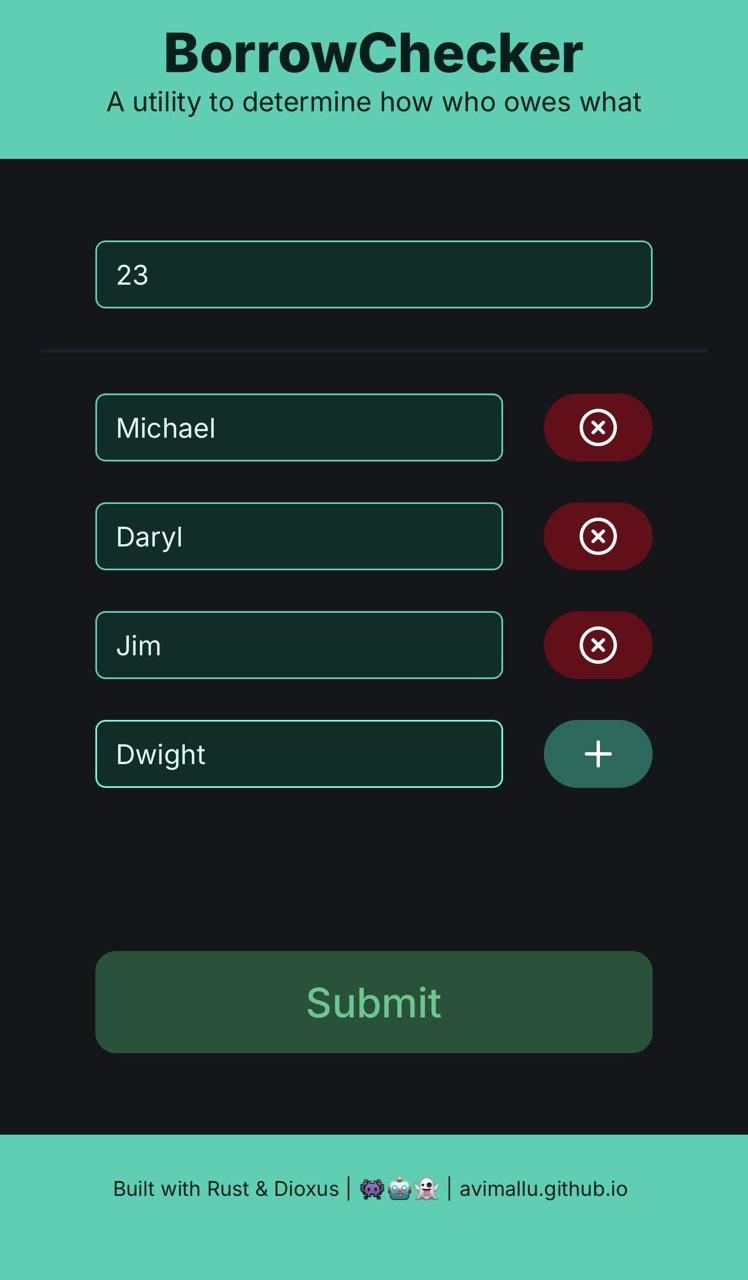 BorrowChecker
A utility to determine how who owes what
23
Michael
Daryl
Jim
Dwight
Submit
Built with Rust & Dioxus | 👾🤖👻 | avimallu.github.io